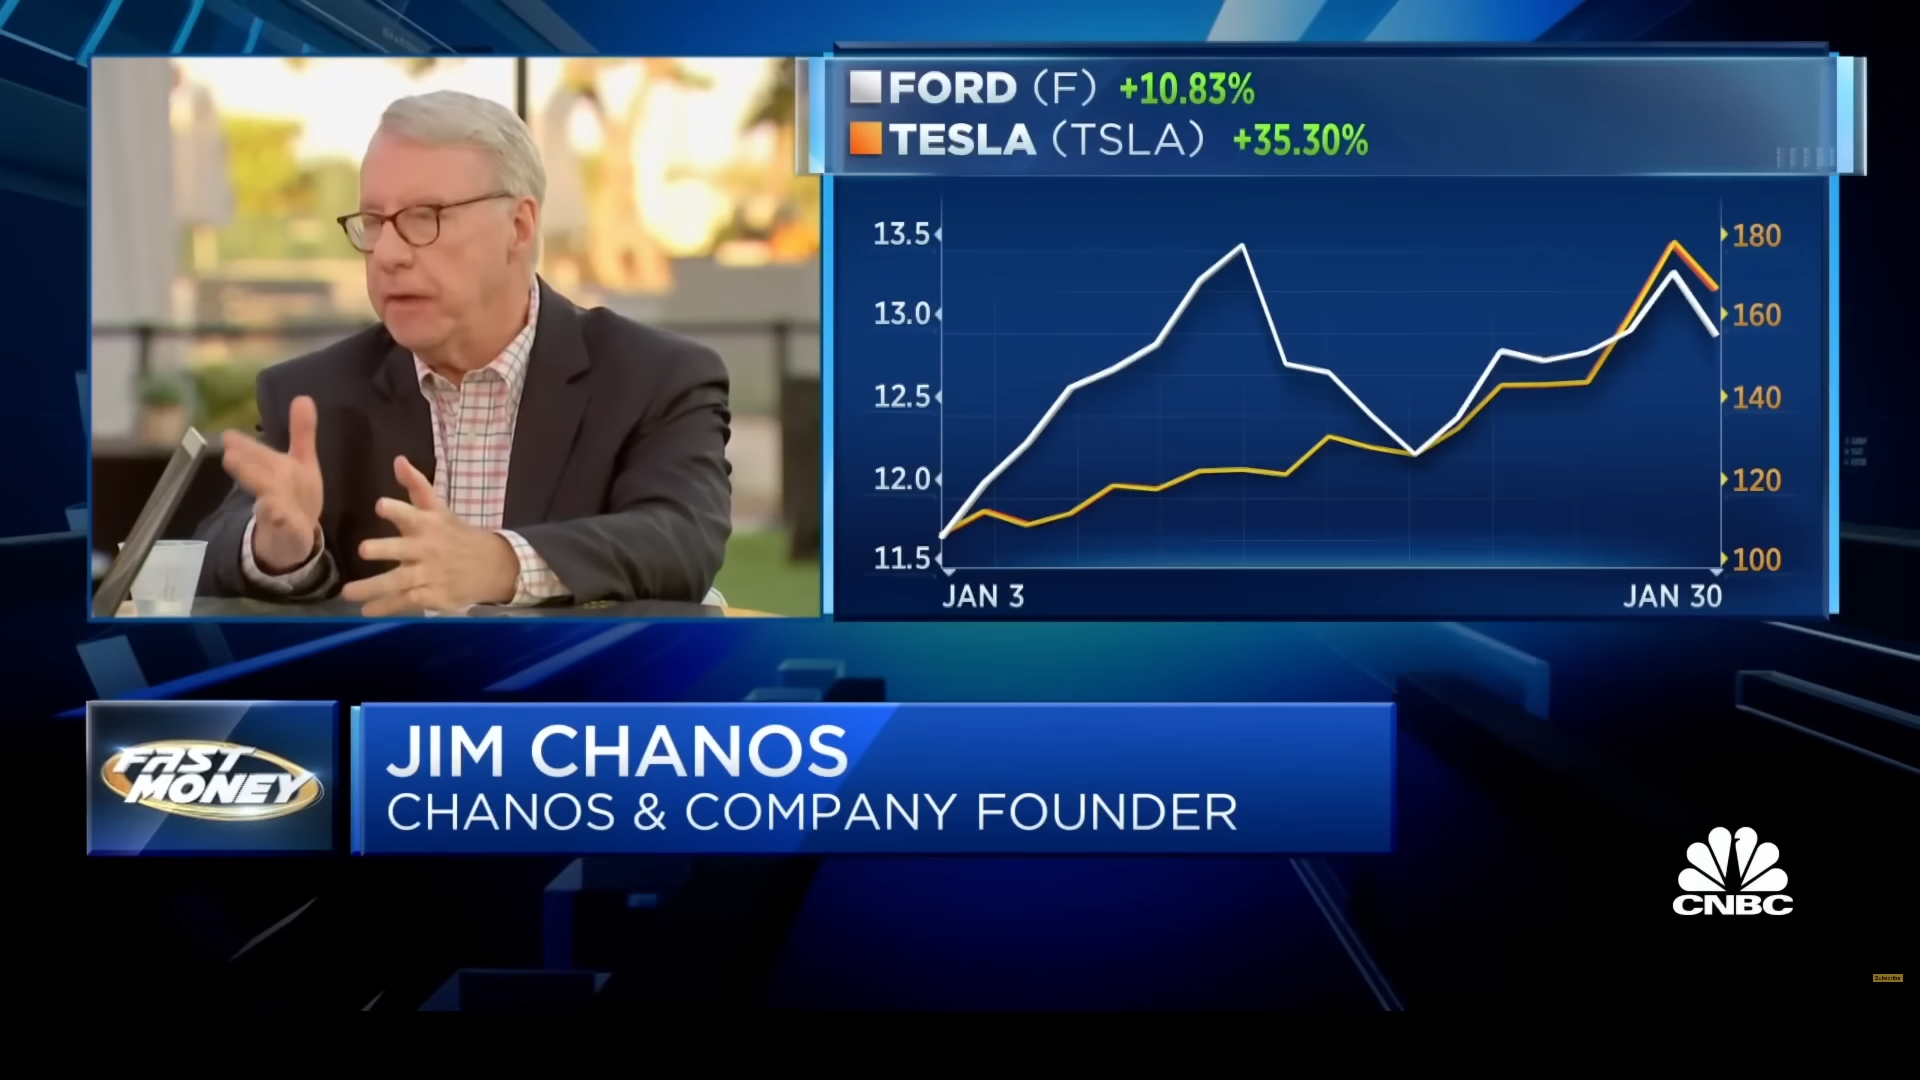 FORD (F) +10.83%
TESLA (TSLA) +35.30%
13.5
13.0
12.5
12.0
11.5
180
160
140
120
100
JAN 3
JAN 30
FAST
MONEY
JIM CHANOS
CHANOS & COMPANY FOUNDER
CNBC
Subscribe